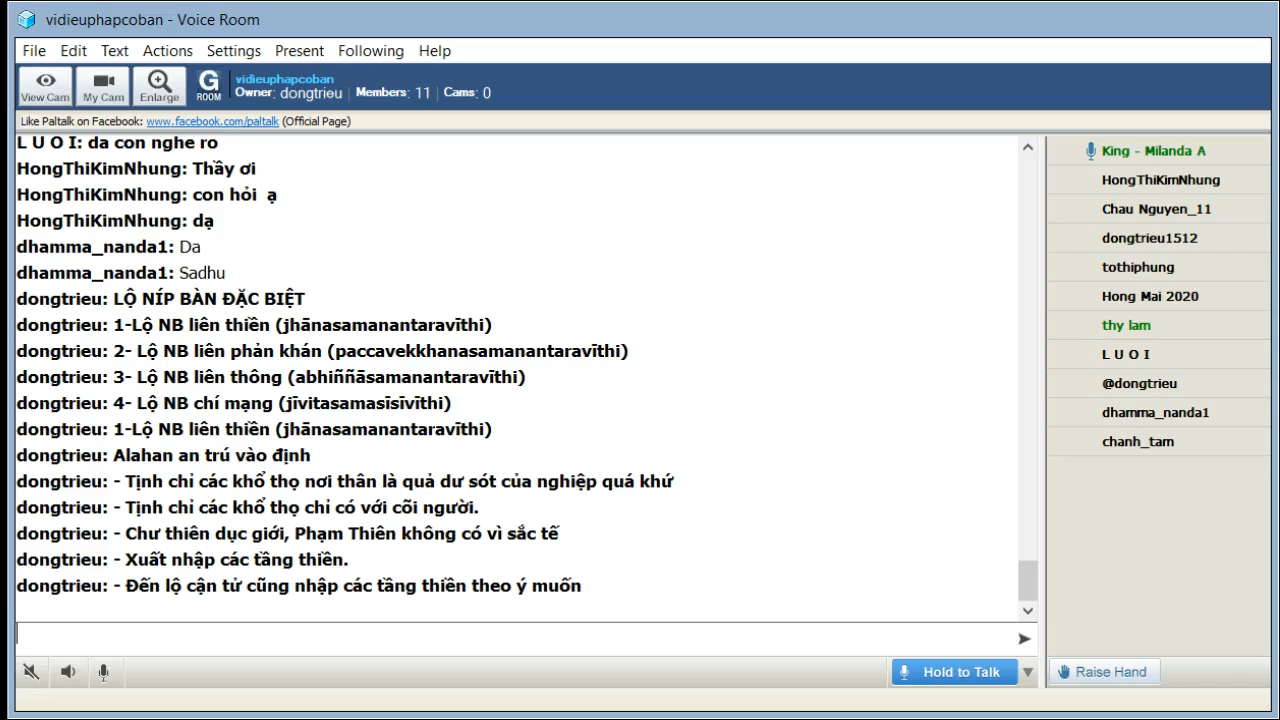 vidieuphapcoban - Voice Room
File Edit Text Actions Settings Present Following Help
View Cam My Cam Enlarge G ROOM
vidieuphapcoban
Owner: dongtrieu Members: 11 Cams: 0
Like Paltalk on Facebook: www.facebook.com/paltalk (Official Page)
L U O I: da con nghe ro
HongThiKimNhung: Thầy ơi
HongThiKimNhung: con hỏi ạ
HongThiKimNhung: dạ
dhamma_nanda1: Da
dhamma_nanda1: Sadhu
dongtrieu: LỘ NÍP BÀN ĐẶC BIỆT
dongtrieu: 1-Lộ NB liên thiền (jhānasamanantaravīthi)
dongtrieu: 2- Lộ NB liên phản khán (paccavekkhanasamanantaravīthi)
dongtrieu: 3- Lộ NB liên thông (abhiññāsamanantaravīthi)
dongtrieu: 4- Lộ NB chí mạng (jīvitasamasīsīvīthi)
dongtrieu: 1-Lộ NB liên thiền (jhānasamanantaravīthi)
dongtrieu: Alahan an trú vào định
dongtrieu: - Tịnh chỉ các khổ thọ nơi thân là quả dư sót của nghiệp quá khứ
dongtrieu: - Tịnh chỉ các khổ thọ chỉ có với cõi người.
dongtrieu: - Chư thiên dục giới, Phạm Thiên không có vì sắc tế
dongtrieu: - Xuất nhập các tầng thiền.
dongtrieu: - Đến lộ cận tử cũng nhập các tầng thiền theo ý muốn
King - Milanda A
HongThiKimNhung
Chau Nguyen_11
dongtrieu1512
tothiphung
Hong Mai 2020
thy lam
L U O I
@dongtrieu
dhamma_nanda1
chanh_tam
Hold to Talk
Raise Hand